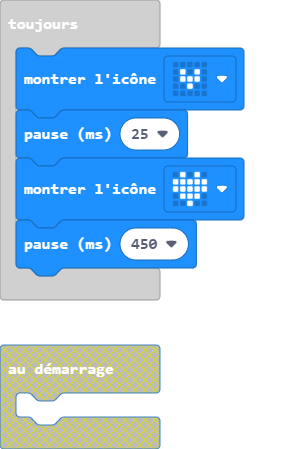 toujours
montrer l'icône
pause (ms) 25
montrer l'icône
pause (ms) 450
au démarrage